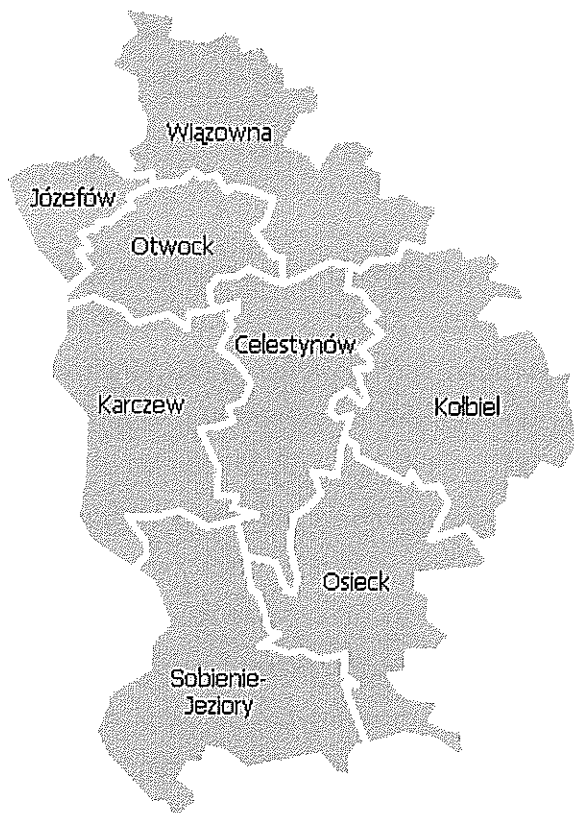 Wiązowna
Józefów
Otwock
Celestynów
Karczew
Kołbiel
Osieck
Sobienie-
Jeziory